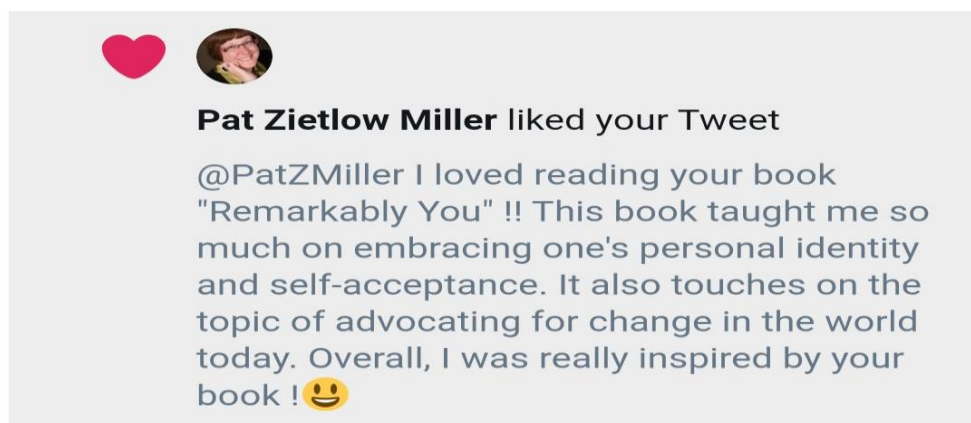 Pat Zietlow Miller liked your Tweet
@PatZMiller I loved reading your book
"Remarkably You" !! This book taught me so
much on embracing one's personal identity
and self-acceptance. It also touches on the
topic of advocating for change in the world
today. Overall, I was really inspired by your
book !😃